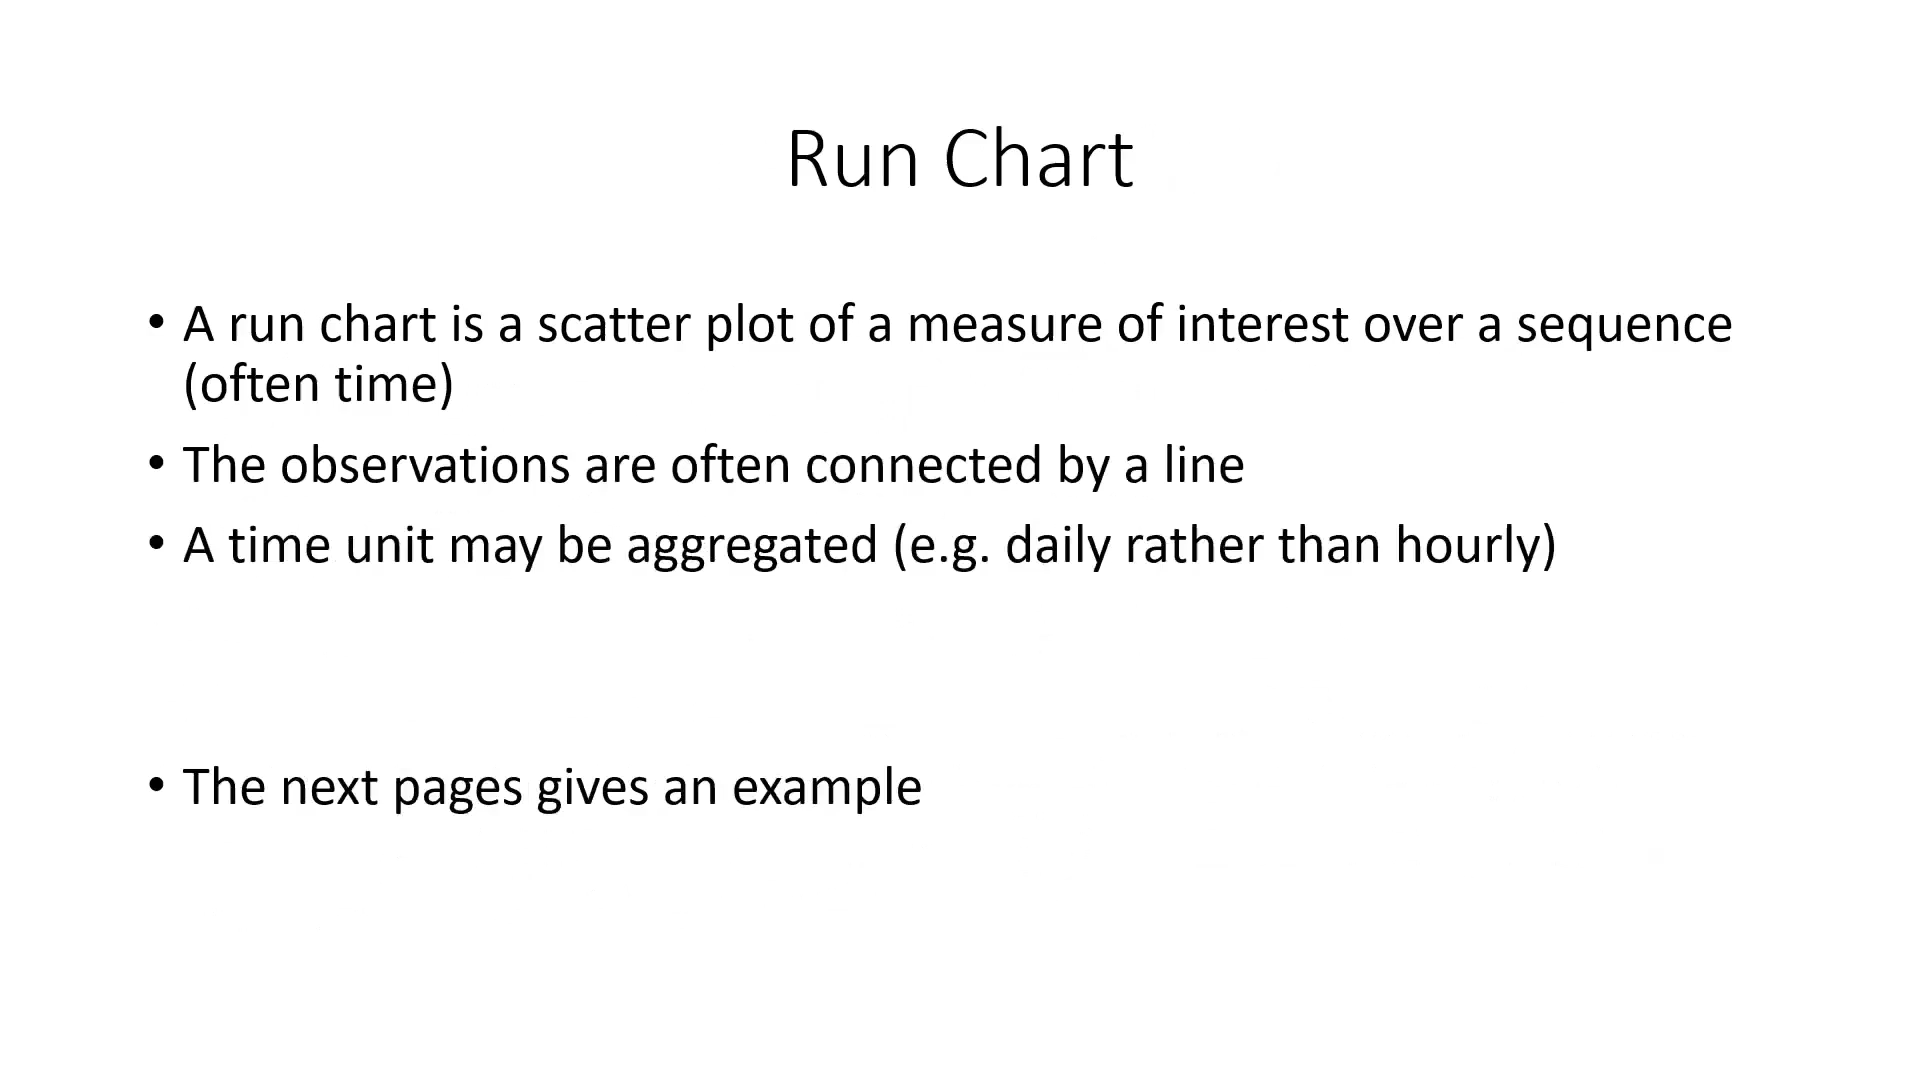 Run Chart
• A run chart is a scatter plot of a measure of interest over a sequence
(often time)
• The observations are often connected by a line
• A time unit may be aggregated (e.g. daily rather than hourly)
• The next pages gives an example